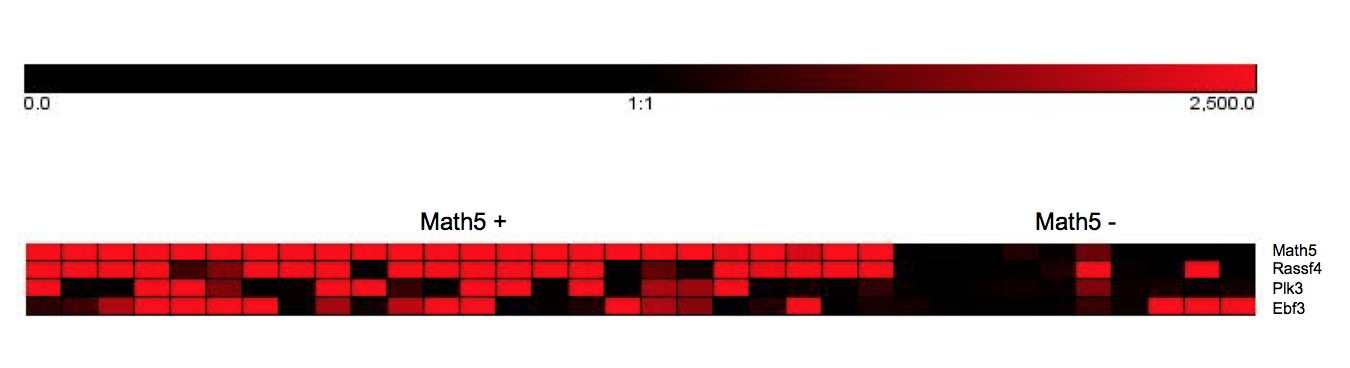 0.0 1:1 2,500.0
Math5 + Math5 -
Math5
Rassf4
Plk3
Ebf3